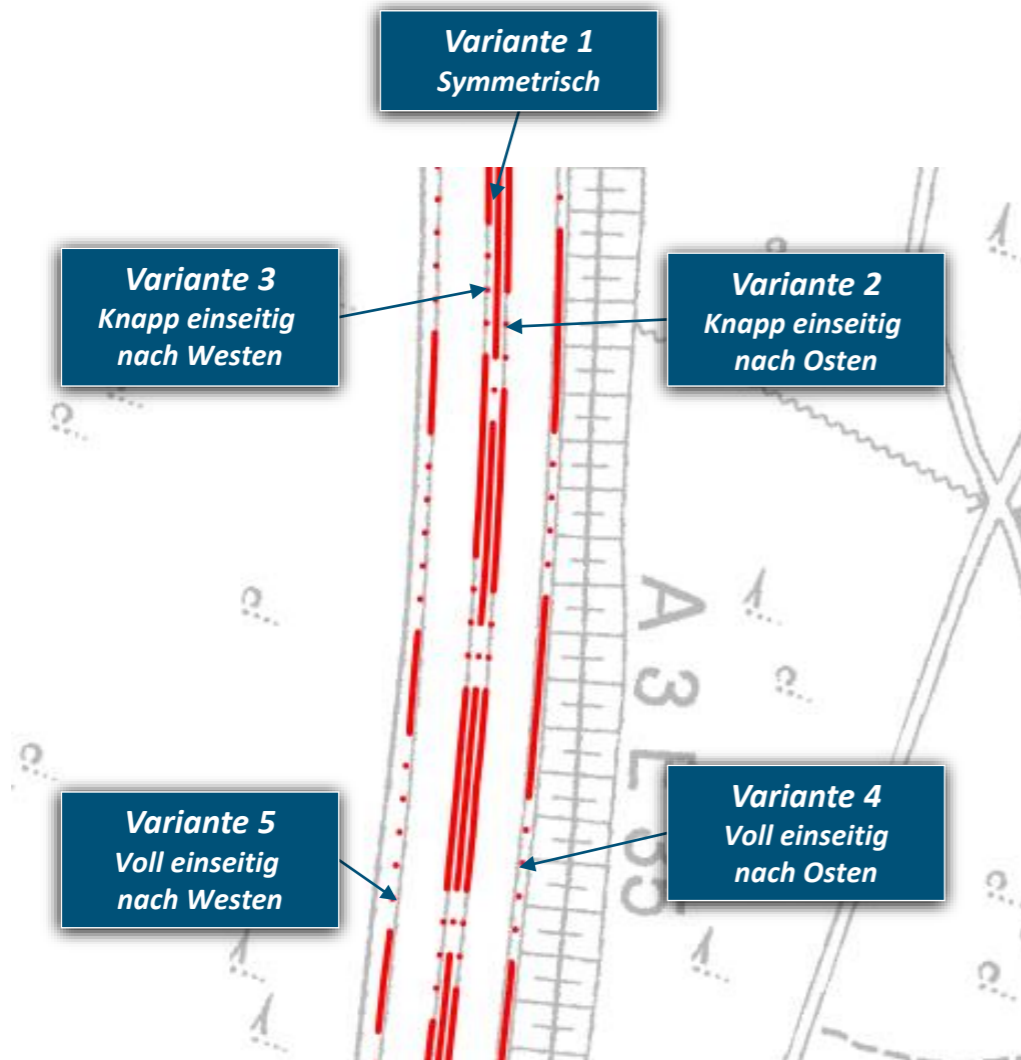 Variante 1
Symmetrisch
Variante 3
Knapp einseitig
nach Westen
Variante 2
Knapp einseitig
nach Osten
A 3
Variante 5
Voll einseitig
nach Westen
Variante 4
Voll einseitig
nach Osten